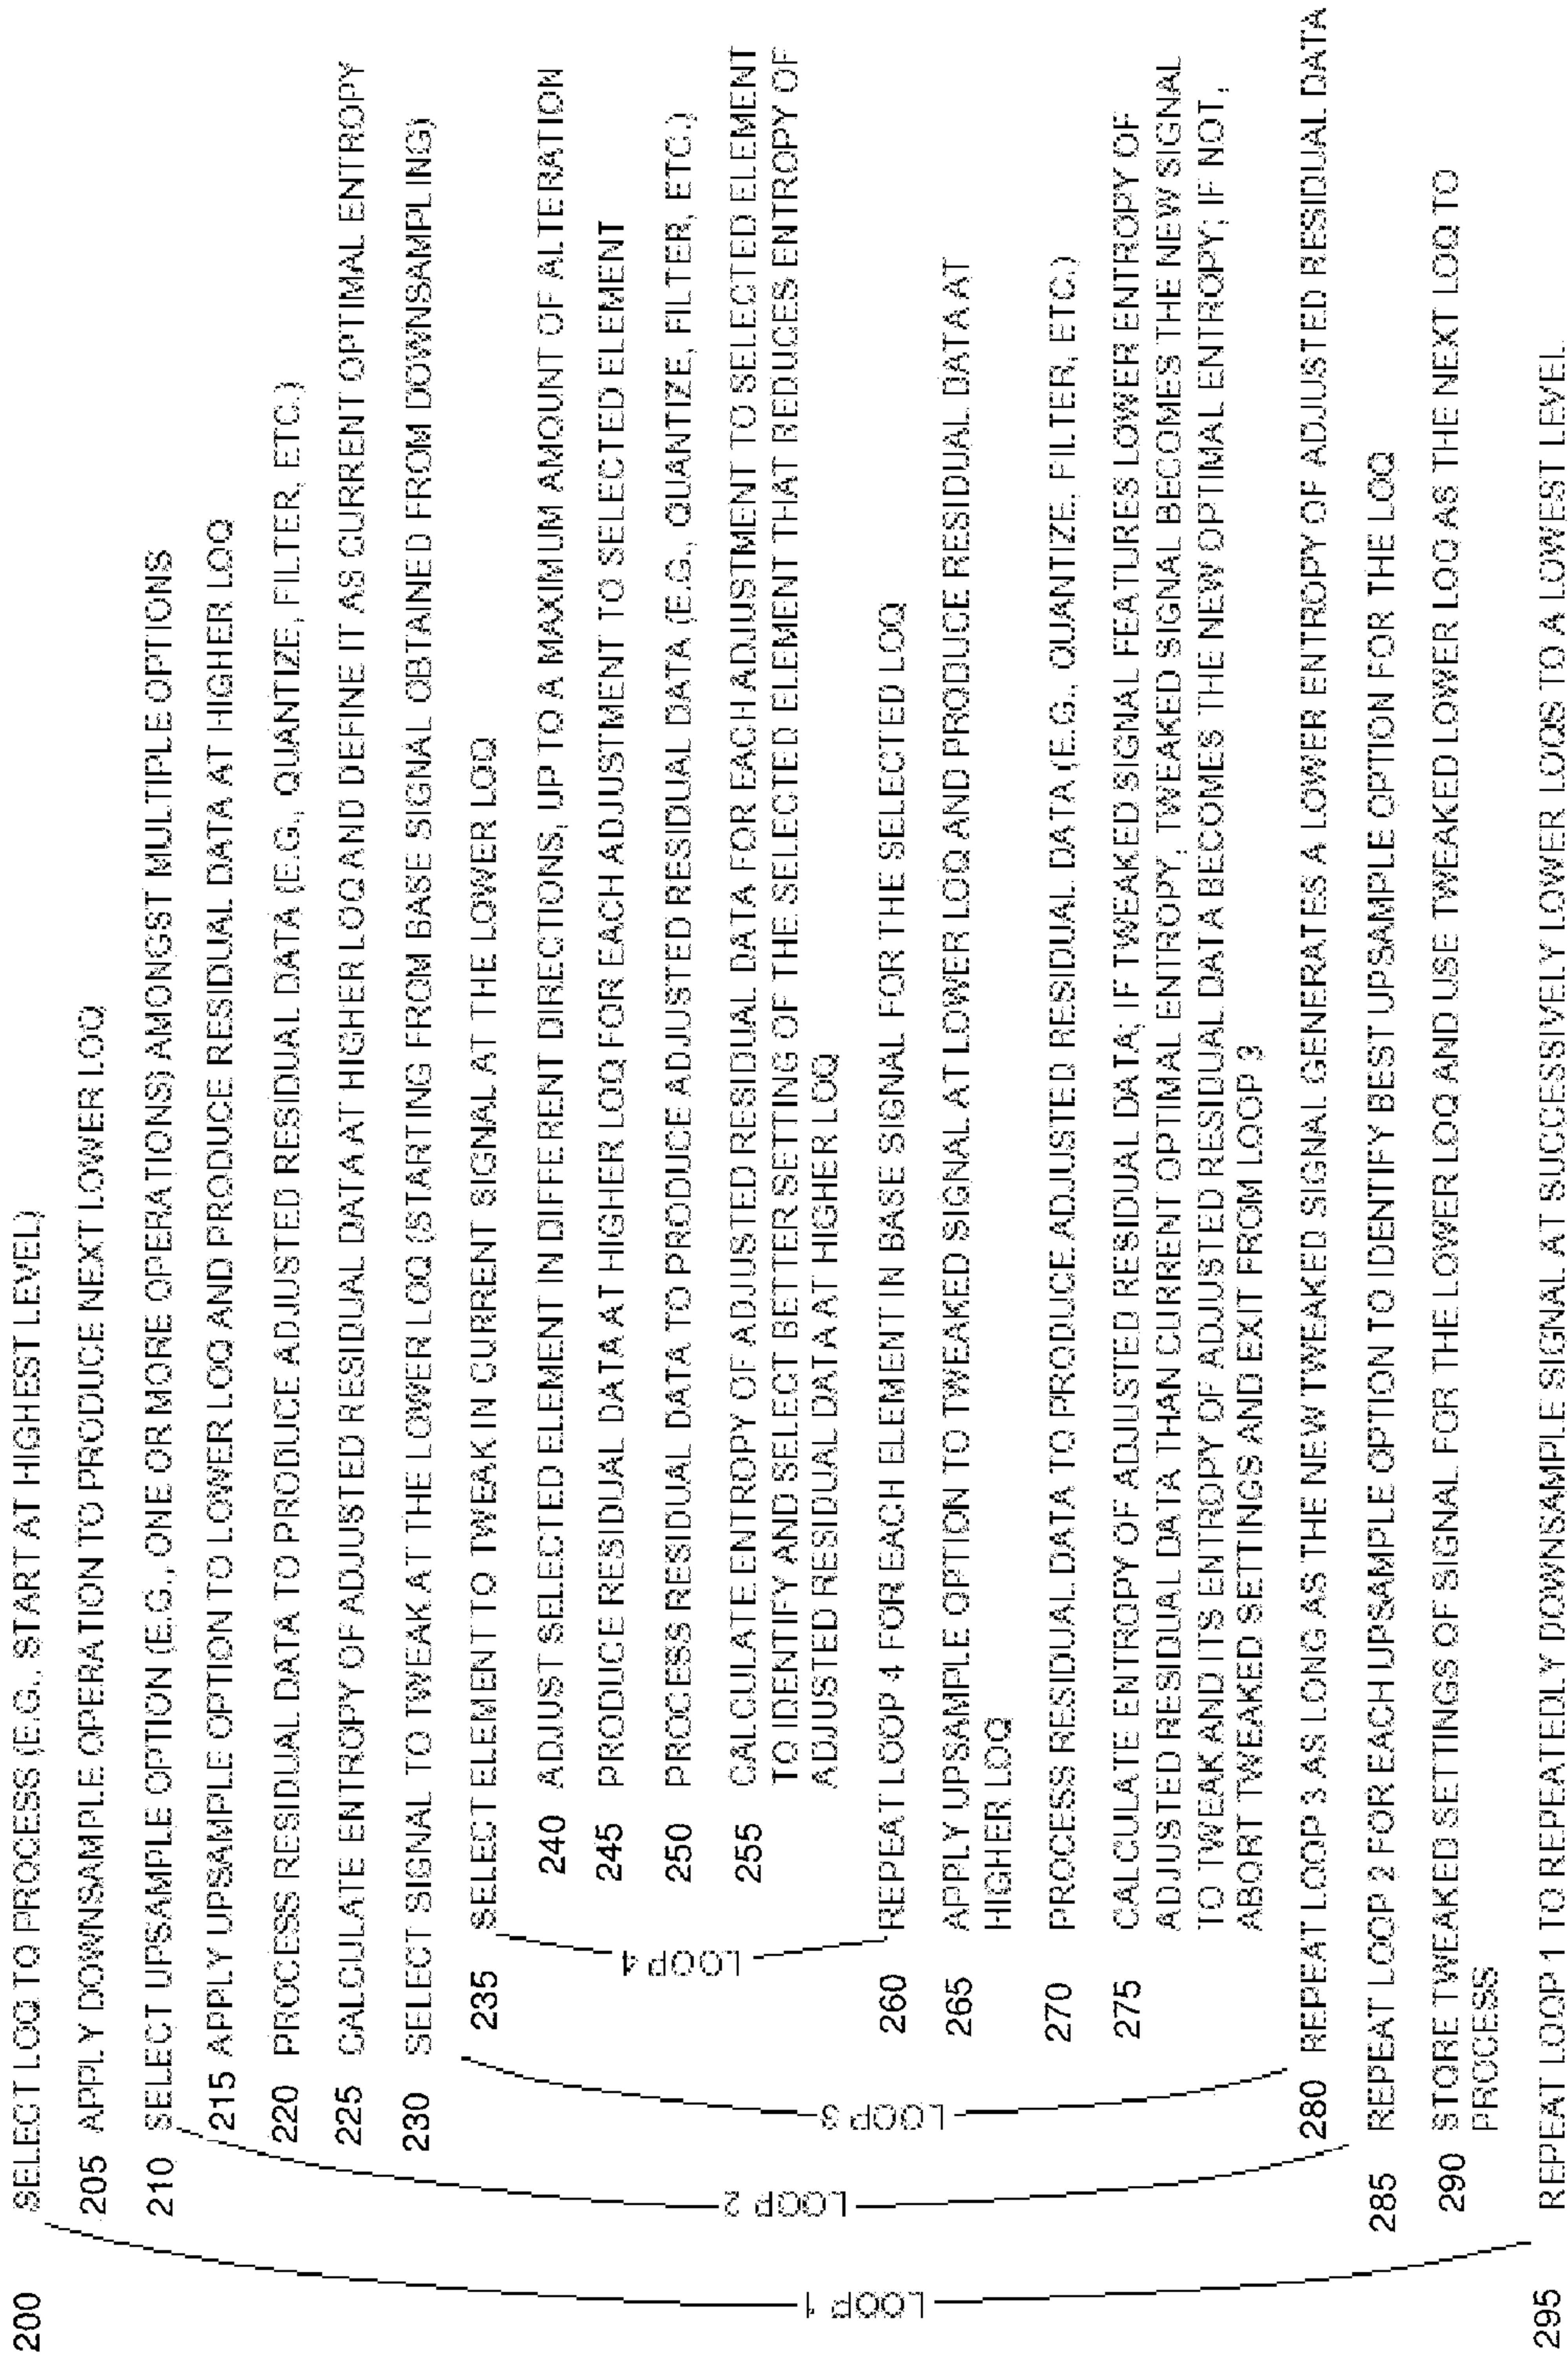 200 SELECT LOQ TO PROCESS (E.G., START AT HIGHEST LEVEL)
205 APPLY DOWNSAMPLE OPERATION TO PRODUCE NEXT LOWER LOQ
210 SELECT UPSAMPLE OPTION (E.G., ONE OR MORE OPERATIONS) AMONGST MULTIPLE OPTIONS
215 APPLY UPSAMPLE OPTION TO LOWER LOQ AND PRODUCE RESIDUAL DATA AT HIGHER LOQ
220 PROCESS RESIDUAL DATA TO PRODUCE ADJUSTED RESIDUAL DATA (E.G., QUANTIZE, FILTER, ETC.)
225 CALCULATE ENTROPY OF ADJUSTED RESIDUAL DATA AT HIGHER LOQ AND DEFINE IT AS CURRENT OPTIMAL ENTROPY
230 SELECT SIGNAL TO TWEAK AT THE LOWER LOQ (STARTING FROM BASE SIGNAL OBTAINED FROM DOWNSAMPLING)
235 SELECT ELEMENT TO TWEAK IN CURRENT SIGNAL AT THE LOWER LOQ
240 ADJUST SELECTED ELEMENT IN DIFFERENT DIRECTIONS, UP TO A MAXIMUM AMOUNT OF ALTERATION
245 PRODUCE RESIDUAL DATA AT HIGHER LOQ FOR EACH ADJUSTMENT TO SELECTED ELEMENT
250 PROCESS RESIDUAL DATA TO PRODUCE ADJUSTED RESIDUAL DATA (E.G., QUANTIZE, FILTER, ETC.)
255 CALCULATE ENTROPY OF ADJUSTED RESIDUAL DATA FOR EACH ADJUSTMENT TO SELECTED ELEMENT
TO IDENTIFY AND SELECT BETTER SETTING OF THE SELECTED ELEMENT THAT REDUCES ENTROPY OF
ADJUSTED RESIDUAL DATA AT HIGHER LOQ
LOOP 4
260 REPEAT LOOP 4 FOR EACH ELEMENT IN BASE SIGNAL FOR THE SELECTED LOQ
265 APPLY UPSAMPLE OPTION TO TWEAKED SIGNAL AT LOWER LOQ AND PRODUCE RESIDUAL DATA AT
HIGHER LOQ
270 PROCESS RESIDUAL DATA TO PRODUCE ADJUSTED RESIDUAL DATA (E.G., QUANTIZE, FILTER, ETC.)
275 CALCULATE ENTROPY OF ADJUSTED RESIDUAL DATA; IF TWEAKED SIGNAL FEATURES LOWER ENTROPY OF
ADJUSTED RESIDUAL DATA THAN CURRENT OPTIMAL ENTROPY, TWEAKED SIGNAL BECOMES THE NEW SIGNAL
TO TWEAK AND ITS ENTROPY OF ADJUSTED RESIDUAL DATA BECOMES THE NEW OPTIMAL ENTROPY; IF NOT,
ABORT TWEAKED SETTINGS AND EXIT FROM LOOP 3
LOOP 3
280 REPEAT LOOP 3 AS LONG AS THE NEW TWEAKED SIGNAL GENERATES A LOWER ENTROPY OF ADJUSTED RESIDUAL DATA
LOOP 2
285 REPEAT LOOP 2 FOR EACH UPSAMPLE OPTION TO IDENTIFY BEST UPSAMPLE OPTION FOR THE LOQ
290 STORE TWEAKED SETTINGS OF SIGNAL FOR THE LOWER LOQ AND USE TWEAKED LOWER LOQ AS THE NEXT LOQ TO
PROCESS
LOOP 1
295 REPEAT LOOP 1 TO REPEATEDLY DOWNSAMPLE SIGNAL AT SUCCESSIVELY LOWER LOQS TO A LOWEST LEVEL